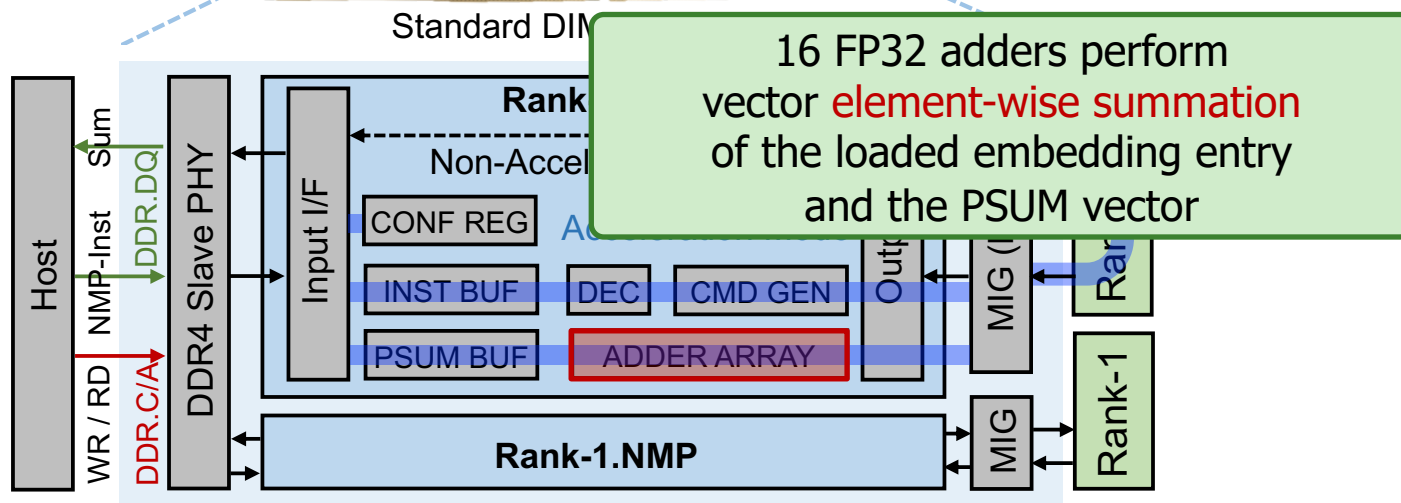 Standard DIM
16 FP32 adders perform
vector element-wise summation
of the loaded embedding entry
and the PSUM vector
Host
Sum
NMP-Inst
WR / RD
DDR.DQ
DDR.C/A
DDR4 Slave PHY
Input I/F
Rank
Non-Accel
CONF REG
INST BUF
DEC
CMD GEN
PSUM BUF
ADDER ARRAY
Outp
MIG
Ran
Rank-1.NMP
MIG
Rank-1